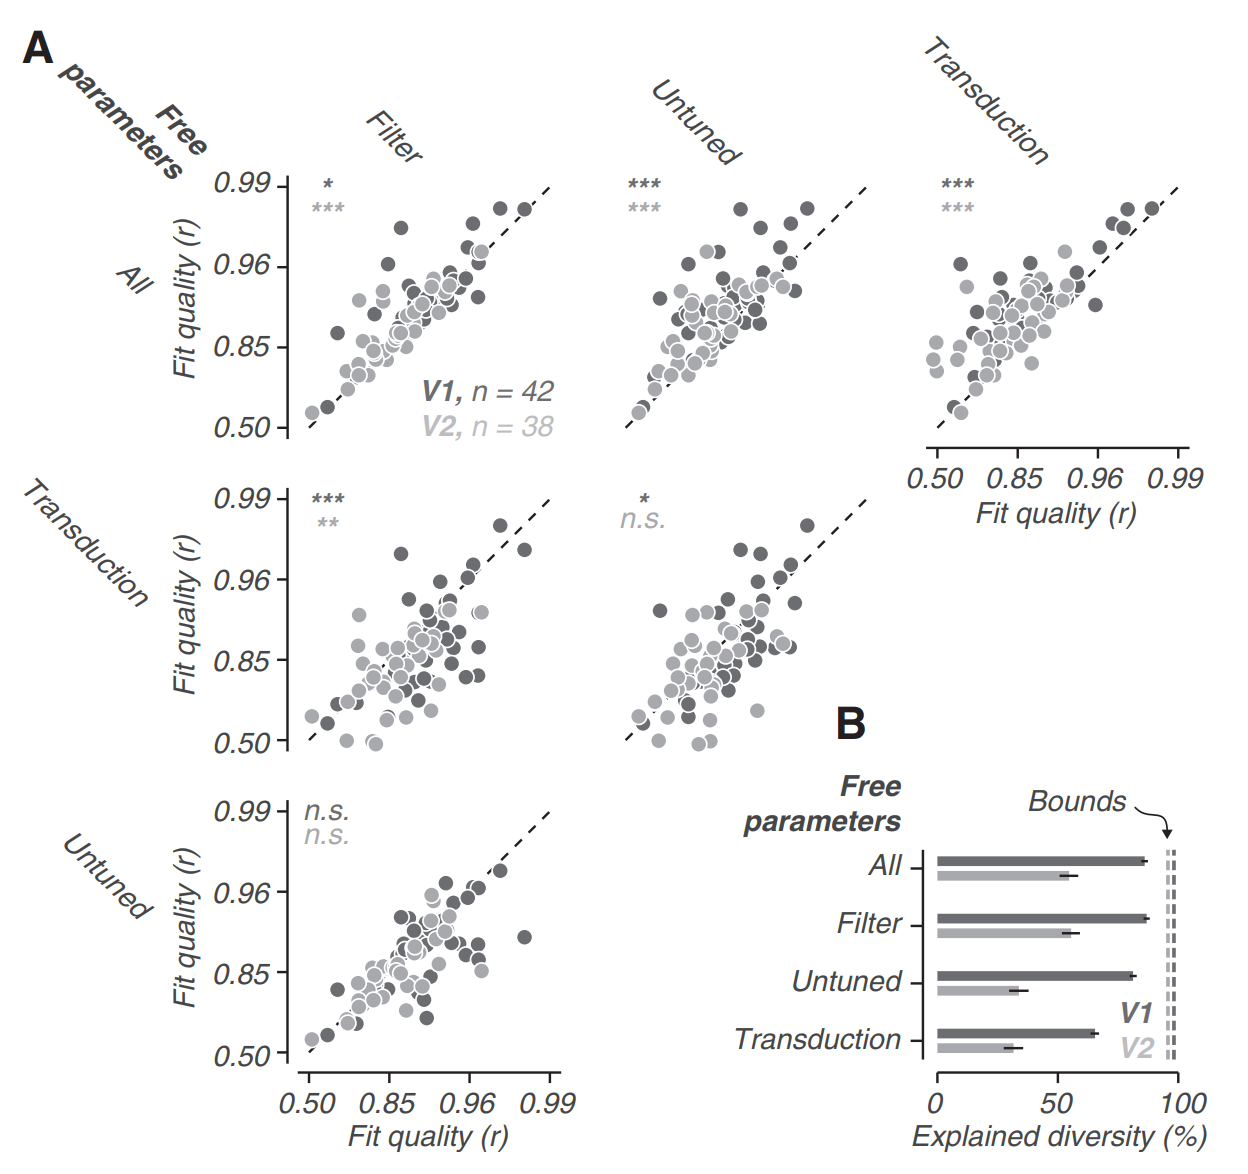 A
Free
parameters
Filter
Untuned
Transduction
All
Fit quality (r)
0.99
0.96
0.85
0.50
*
***
V1, n = 42
V2, n = 38
***
***
***
***
0.50 0.85 0.96 0.99
Fit quality (r)
Transduction
Fit quality (r)
0.99
0.96
0.85
0.50
***
**
*
n.s.
Untuned
Fit quality (r)
0.99
0.96
0.85
0.50
n.s.
n.s.
0.50 0.85 0.96 0.99
Fit quality (r)
B
Free
parameters
Bounds
All
Filter
Untuned
Transduction
V1
V2
0 50 100
Explained diversity (%)